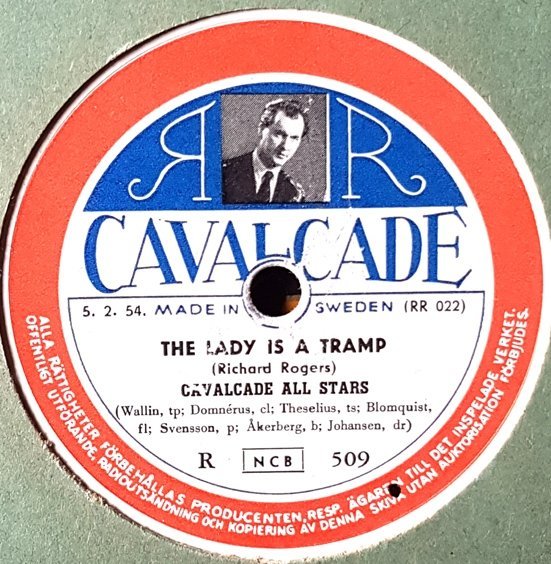 R R
CAVALCADE
5. 2. 54. MADE IN SWEDEN (RR 022)
THE LADY IS A TRAMP
(Richard Rogers)
CAVALCADE ALL STARS
(Wallin, tp; Domnérus, cl; Theselius, ts; Blomquist,
fl; Svensson, p; Åkerberg, b; Johansen, dr)
R NCB 509
ALLA RÄTTIGHETER FÖRBEHÅLLAS PRODUCENTEN, RESP. ÄGAREN TILL DET INSPELADE VERKET.
OFFENTLIGT UTFÖRANDE, RADIOUTSÄNDNING OCH KOPIERING AV DENNA SKIVA UTAN AUKTORISATION FÖRBJUDES.